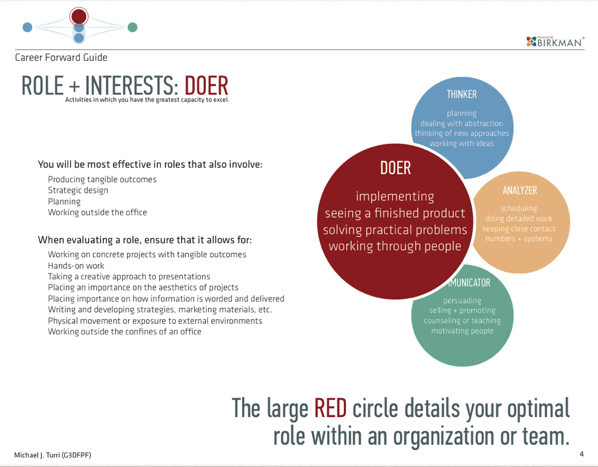 Powered By
BIRKMAN
Career Forward Guide
ROLE + INTERESTS: DOER
Activities in which you have the greatest capacity to excel.
You will be most effective in roles that also involve:
Producing tangible outcomes
Strategic design
Planning
Working outside the office
When evaluating a role, ensure that it allows for:
Working on concrete projects with tangible outcomes
Hands-on work
Taking a creative approach to presentations
Placing an importance on the aesthetics of projects
Placing importance on how information is worded and delivered
Writing and developing strategies, marketing materials, etc.
Physical movement or exposure to external environments
Working outside the confines of an office
THINKER
planning
dealing with abstraction
thinking of new approaches
working with ideas
DOER
implementing
seeing a finished product
solving practical problems
working through people
ANALYZER
scheduling
doing detailed work
keeping close contact
numbers + systems
MUNICATOR
persuading
selling + promoting
counseling or teaching
motivating people
The large RED circle details your optimal
role within an organization or team.
Michael J. Turri (G3DFPF)
4